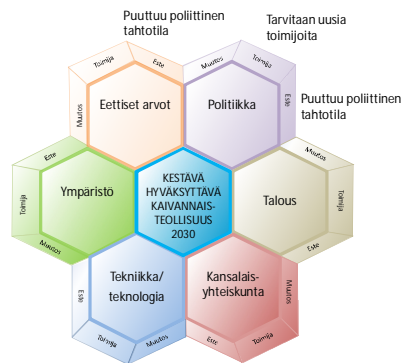 Puuttuu poliittinen
tahtotila
Tarvitaan uusia
toimijoita
Toimija
Este
Muutos
Toimija
Muutos
Eettiset arvot
Politiikka
Este
Puuttuu poliittinen
tahtotila
Este
Muutos
Toimija
Ympäristö
KESTÄVÄ
HYVÄKSYTTÄVÄ
KAIVANNAIS-
TEOLLISUUS
2030
Talous
Toimija
Muutos
Este
Este
Tekniikka/
teknologia
Kansalais-
yhteiskunta
Muutos
Toimija
Muutos
Este
Toimija